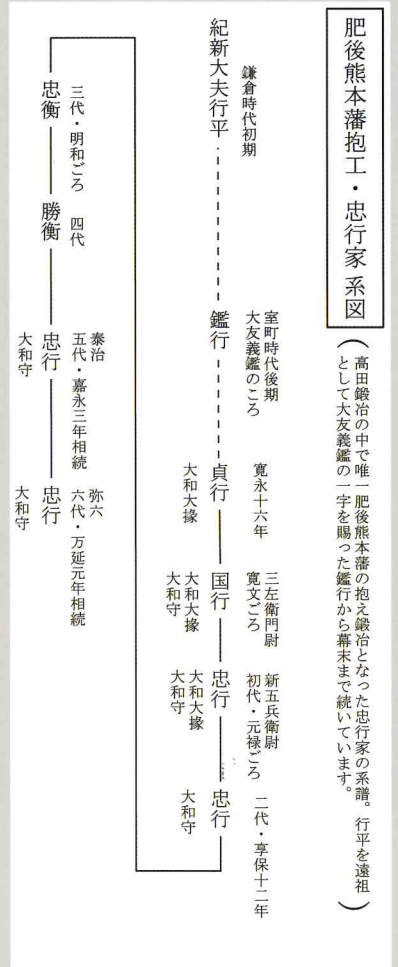 肥後熊本藩抱工・忠行家系図
(高田鍛冶の中で唯一肥後熊本藩の抱え鍛冶となった忠行家の系譜。行平を遠祖
として大友義鑑の一字を賜った鑑行から幕末まで続いています。)
鎌倉時代初期
紀新大夫行平
室町時代後期
大友義鑑のころ
鑑行
寛永十六年
貞行
大和大掾
三左衛門尉
寛文ごろ
国行
大和大掾
大和守
新五兵衛尉
初代・元禄ごろ
忠行
大和大掾
大和守
二代・享保十二年
忠行
大和守
三代・明和ごろ
忠衡
四代
勝衡
泰治
五代・嘉永三年相続
忠行
大和守
弥六
六代・万延元年相続
忠行
大和守